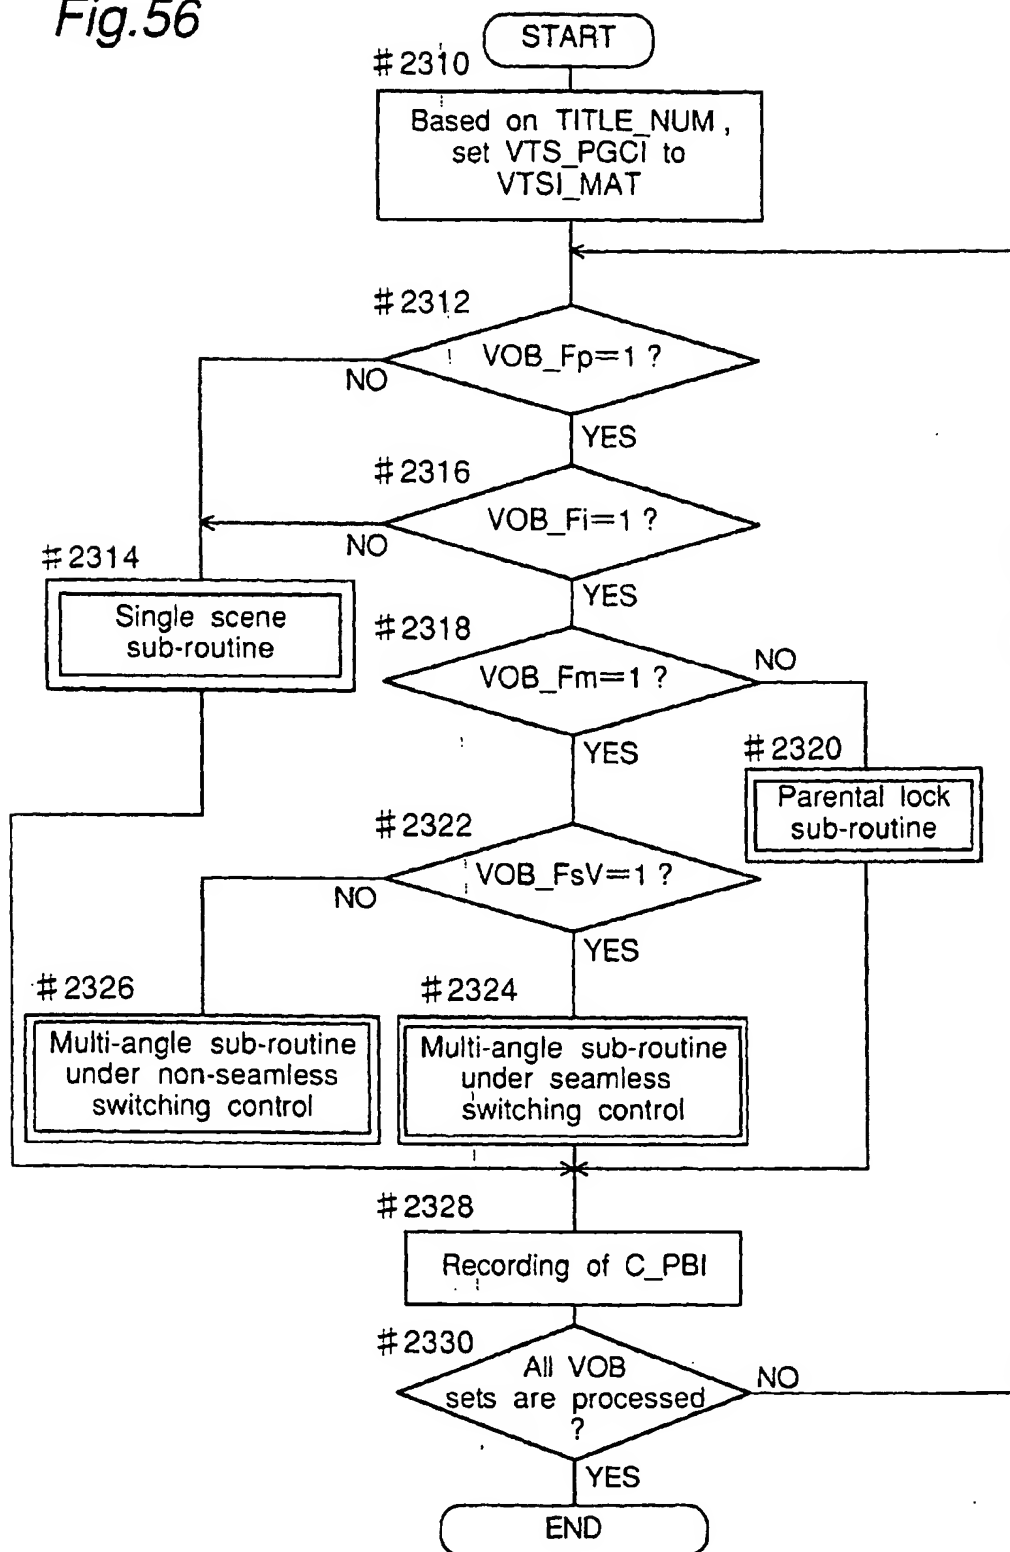 Fig.56
START
#2310
Based on TITLE_NUM,
set VTS_PGCI to
VTSI_MAT
#2312
VOB_Fp=1 ?
NO
YES
#2316
VOB_Fi=1 ?
NO
YES
#2314
Single scene
sub-routine
#2318
VOB_Fm=1 ?
NO
YES
#2320
Parental lock
sub-routine
#2322
VOB_FsV=1 ?
NO
YES
#2326
Multi-angle sub-routine
under non-seamless
switching control
#2324
Multi-angle sub-routine
under seamless
switching control
#2328
Recording of C_PBI
#2330
All VOB
sets are processed
?
NO
YES
END